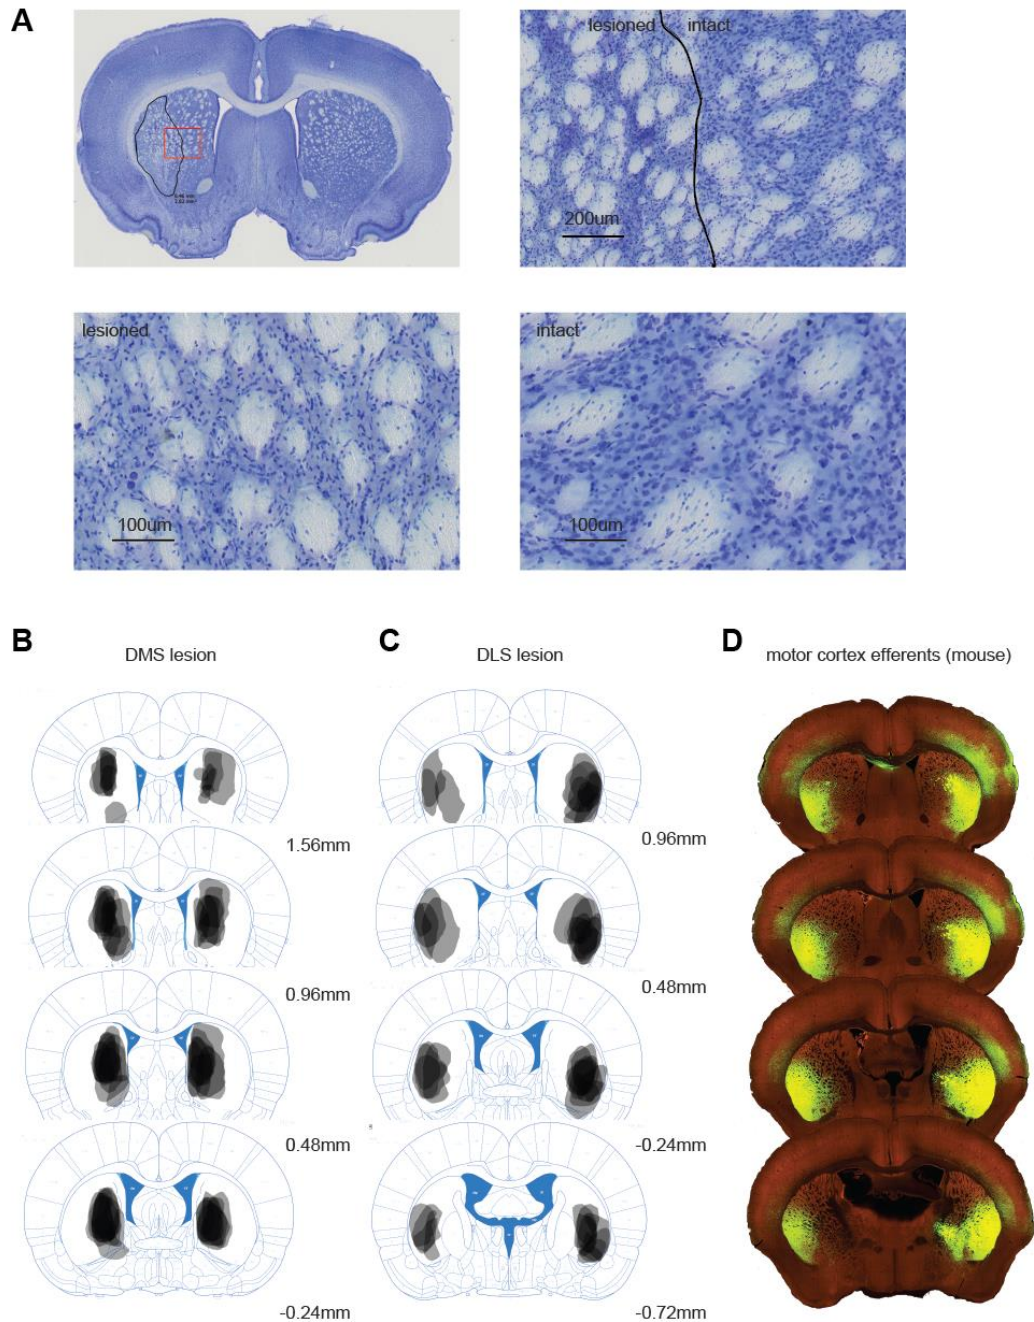 A
lesioned intact
200um
lesioned
100um
intact
100um
B
DMS lesion
C
DLS lesion
D
motor cortex efferents (mouse)
1.56mm
0.96mm
0.48mm
-0.24mm
0.96mm
0.48mm
-0.24mm
-0.72mm